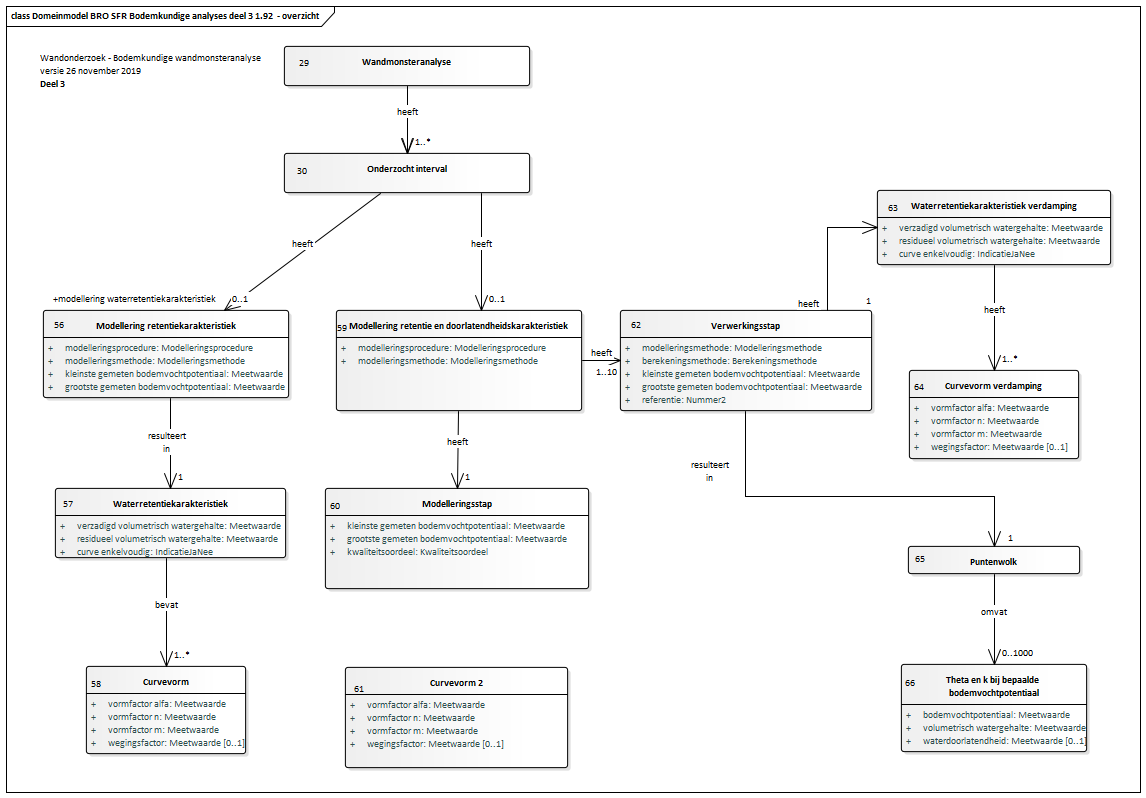 class Domeinmodel BRO SFR Bodemkundige analyses deel 3 1.92 - overzicht
Wandonderzoek - Bodemkundige wandmonsteranalyse
versie 26 november 2019
Deel 3
29 Wandmonsteranalyse
heeft
1..*
30 Onderzocht interval
heeft
heeft
+modellering waterretentiekarakteristiek 0..1
0..1
56 Modellering retentiekarakteristiek
+ modelleringsprocedure: Modelleringsprocedure
+ modelleringsmethode: Modelleringsmethode
+ kleinste gemeten bodemvochtpotentiaal: Meetwaarde
+ grootste gemeten bodemvochtpotentiaal: Meetwaarde
resulteert
in
1
57 Waterretentiekarakteristiek
+ verzadigd volumetrisch watergehalte: Meetwaarde
+ residueel volumetrisch watergehalte: Meetwaarde
+ curve enkelvoudig: IndicatieJaNee
bevat
1..*
58 Curvevorm
+ vormfactor alfa: Meetwaarde
+ vormfactor n: Meetwaarde
+ vormfactor m: Meetwaarde
+ wegingsfactor: Meetwaarde [0..1]
59 Modellering retentie en doorlatendheidskarakteristiek
+ modelleringsprocedure: Modelleringsprocedure
+ modelleringsmethode: Modelleringsmethode
heeft
1
60 Modelleringsstap
+ kleinste gemeten bodemvochtpotentiaal: Meetwaarde
+ grootste gemeten bodemvochtpotentiaal: Meetwaarde
+ kwaliteitsoordeel: Kwaliteitsoordeel
61 Curvevorm 2
+ vormfactor alfa: Meetwaarde
+ vormfactor n: Meetwaarde
+ vormfactor m: Meetwaarde
+ wegingsfactor: Meetwaarde [0..1]
heeft
1..10
62 Verwerkingsstap
+ modelleringsmethode: Modelleringsmethode
+ berekeningsmethode: Berekeningsmethode
+ kleinste gemeten bodemvochtpotentiaal: Meetwaarde
+ grootste gemeten bodemvochtpotentiaal: Meetwaarde
+ referentie: Nummer2
heeft
1
63 Waterretentiekarakteristiek verdamping
+ verzadigd volumetrisch watergehalte: Meetwaarde
+ residueel volumetrisch watergehalte: Meetwaarde
+ curve enkelvoudig: IndicatieJaNee
heeft
1..*
64 Curvevorm verdamping
+ vormfactor alfa: Meetwaarde
+ vormfactor n: Meetwaarde
+ vormfactor m: Meetwaarde
+ wegingsfactor: Meetwaarde [0..1]
resulteert
in
1
65 Puntenwolk
omvat
0..1000
66 Theta en k bij bepaalde
bodemvochtpotentiaal
+ bodemvochtpotentiaal: Meetwaarde
+ volumetrisch watergehalte: Meetwaarde
+ waterdoorlatendheid: Meetwaarde [0..1]